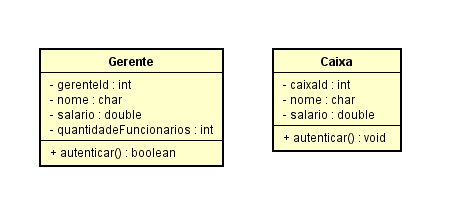 Gerente
- gerenteId : int
- nome : char
- salario : double
- quantidadeFuncionarios : int
+ autenticar() : boolean
Caixa
- caixaId : int
- nome : char
- salario : double
+ autenticar() : void